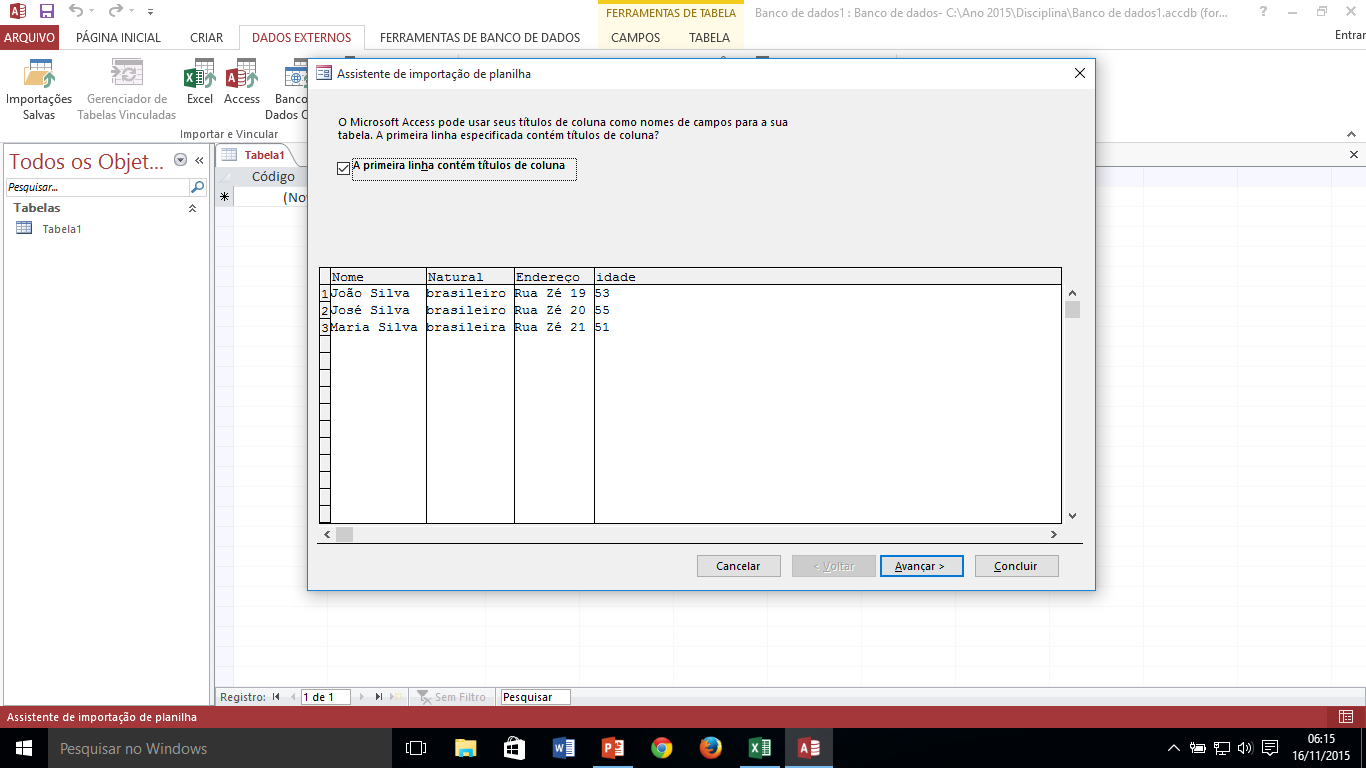 FERRAMENTAS DE TABELA
Banco de dados1 : Banco de dados- C:\Ano 2015\Disciplina\Banco de dados1.accdb (for...
?
ARQUIVO
PÁGINA INICIAL
CRIAR
DADOS EXTERNOS
FERRAMENTAS DE BANCO DE DADOS
CAMPOS
TABELA
Entrar
Importações Salvas
Gerenciador de Tabelas Vinculadas
Excel
Access
Banco
Dados
Importar e Vincular
Todos os Objet...
Pesquisar...
Tabelas
Tabela1
Tabela1
Código
(No
Assistente de importação de planilha
O Microsoft Access pode usar seus títulos de coluna como nomes de campos para a sua
tabela. A primeira linha especificada contém títulos de coluna?
A primeira linha contém títulos de coluna
Nome Natural Endereço idade
1 João Silva brasileiro Rua Zé 19 53
2 José Silva brasileiro Rua Zé 20 55
3 Maria Silva brasileira Rua Zé 21 51
Cancelar
< Voltar
Avançar >
Concluir
Registro:
1 de 1
Sem Filtro
Pesquisar
Assistente de importação de planilha
Pesquisar no Windows
06:15
16/11/2015